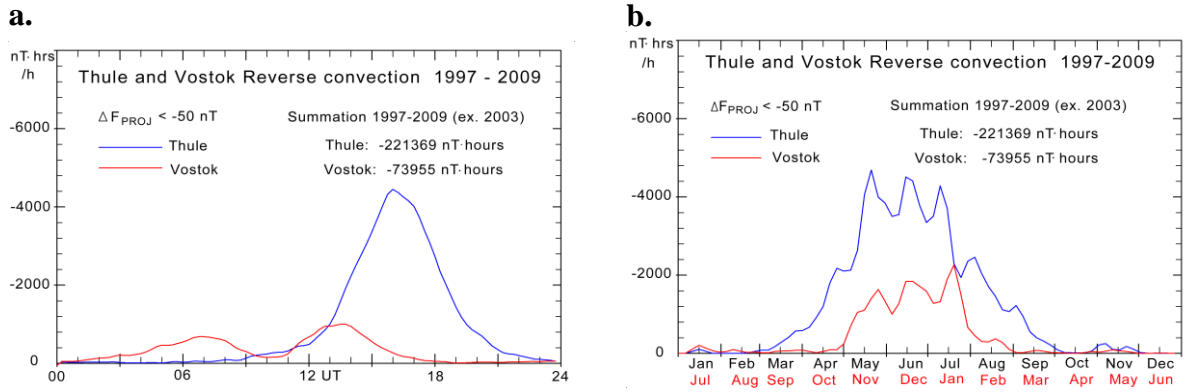 a.
nT·hrs
/h
Thule and Vostok Reverse convection 1997 - 2009
ΔF_PROJ < -50 nT
Summation 1997-2009 (ex. 2003)
Thule
Thule: -221369 nT·hours
Vostok
Vostok: -73955 nT·hours
-6000
-4000
-2000
0
00 06 12 UT 18 24
b.
nT·hrs
/h
Thule and Vostok Reverse convection 1997-2009
ΔF_PROJ < -50 nT
Summation 1997-2009 (ex. 2003)
Thule
Thule: -221369 nT·hours
Vostok
Vostok: -73955 nT·hours
-6000
-4000
-2000
0
Jan Feb Mar Apr May Jun Jul Aug Sep Oct Nov Dec
Jul Aug Sep Oct Nov Dec Jan Feb Mar Apr May Jun